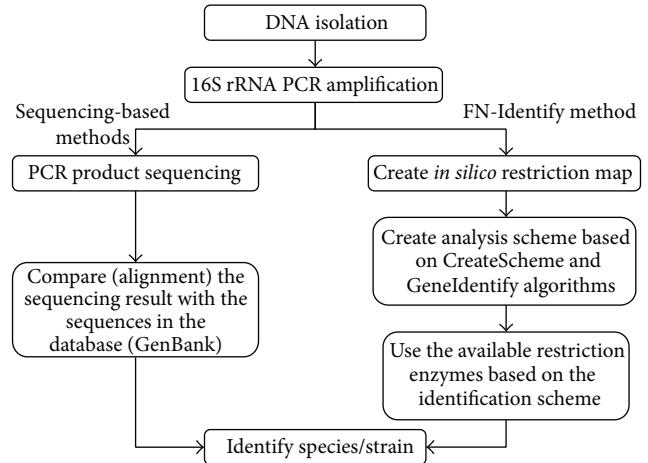 DNA isolation
16S rRNA PCR amplification
Sequencing-based
methods
FN-Identify method
PCR product sequencing
Create in silico restriction map
Compare (alignment) the
sequencing result with the
sequences in the
database (GenBank)
Create analysis scheme based
on CreateScheme and
GeneIdentify algorithms
Use the available restriction
enzymes based on the
identification scheme
Identify species/strain